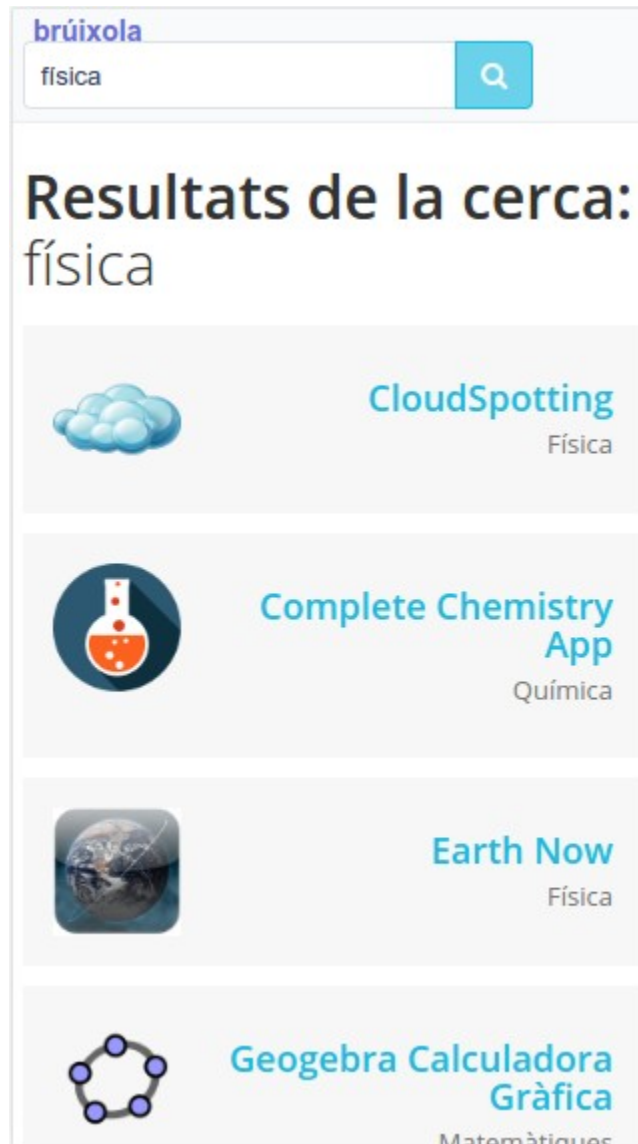 brúixola
física
Resultats de la cerca:
física
CloudSpotting
Física
Complete Chemistry
App
Química
Earth Now
Física
Geogebra Calculadora
Gràfica
Matemàtiques